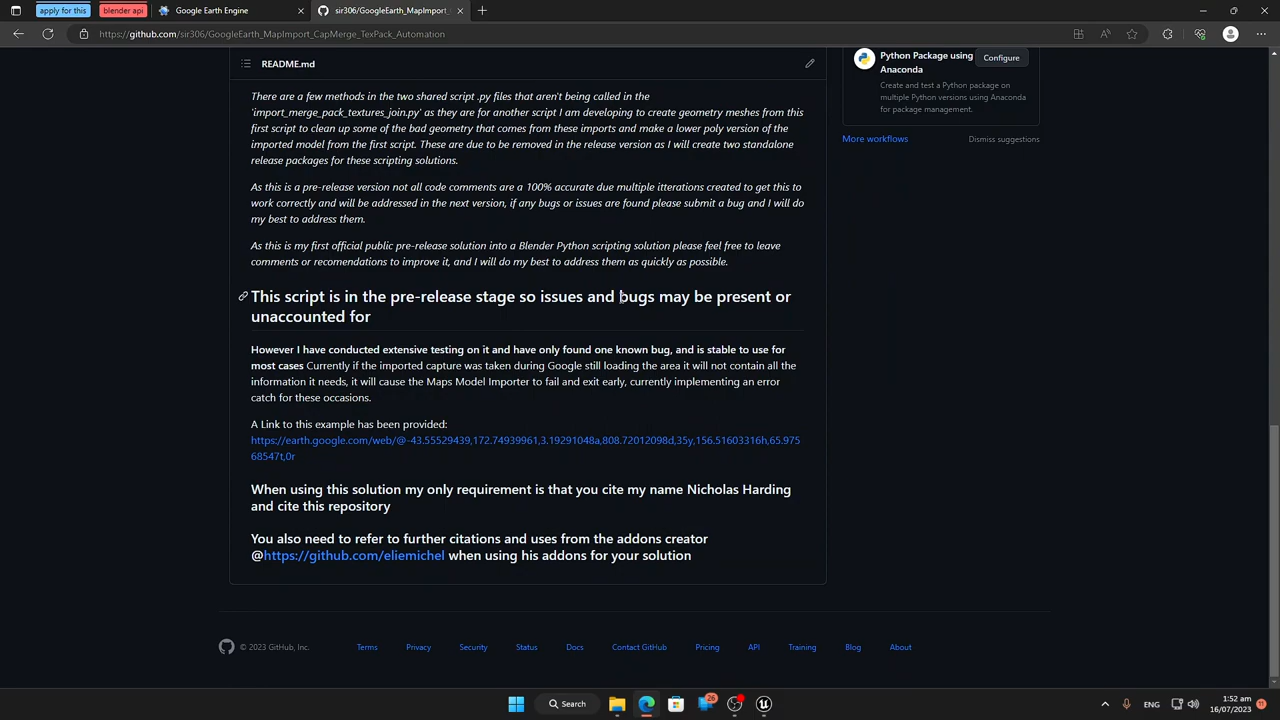 apply for this
blender api
Google Earth Engine
sir306/GoogleEarth_MapImport_
https://github.com/sir306/GoogleEarth_MapImport_CapMerge_TexPack_Automation
README.md
There are a few methods in the two shared script .py files that aren't being called in the
'import_merge_pack_textures_join.py' as they are for another script I am developing to create geometry meshes from this
first script to clean up some of the bad geometry that comes from these imports and make a lower poly version of the
imported mesh from the first script. These are due to be removed in the release version as I will create two standalone
release packages for these scripting solutions.
As this is a pre-release version not all code comments are a 100% accurate due multiple itterations created to get this to
work correctly and will be addressed in the next version, if any bugs or issues are found please submit a bug and I will do
my best to address them.
As this is my first official public pre-release solution into a Blender Python scripting solution please feel free to leave
comments or recomendations to improve it, and I will do my best to address them as quickly as possible.
This script is in the pre-release stage so issues and bugs may be present or
unaccounted for
However I have conducted extensive testing on it and have only found one known bug, and is stable to use for
most cases Currently if the imported capture was taken during Google still loading the area it will not contain all the
information it needs, it will cause the Maps Model Importer to fail and exit early, currently implementing an error
catch for these occasions.
A Link to this example has been provided:
https://earth.google.com/web/@-43.55529439,172.74939961,3.19291048a,808.72012098d,35y,156.51603316h,65.975
68547t,0r
When using this solution my only requirement is that you cite my name Nicholas Harding
and cite this repository
You also need to refer to further citations and uses from the addons creator
@https://github.com/eliemichel when using his addons for your solution
Python Package using
Anaconda
Configure
Create and test a Python package on
multiple Python versions using Anaconda
for package management.
More workflows
Dismiss suggestions
© 2023 GitHub, Inc.
Terms
Privacy
Security
Status
Docs
Contact GitHub
Pricing
API
Training
Blog
About
Search
26
ENG
1:52 am
16/07/2023
11